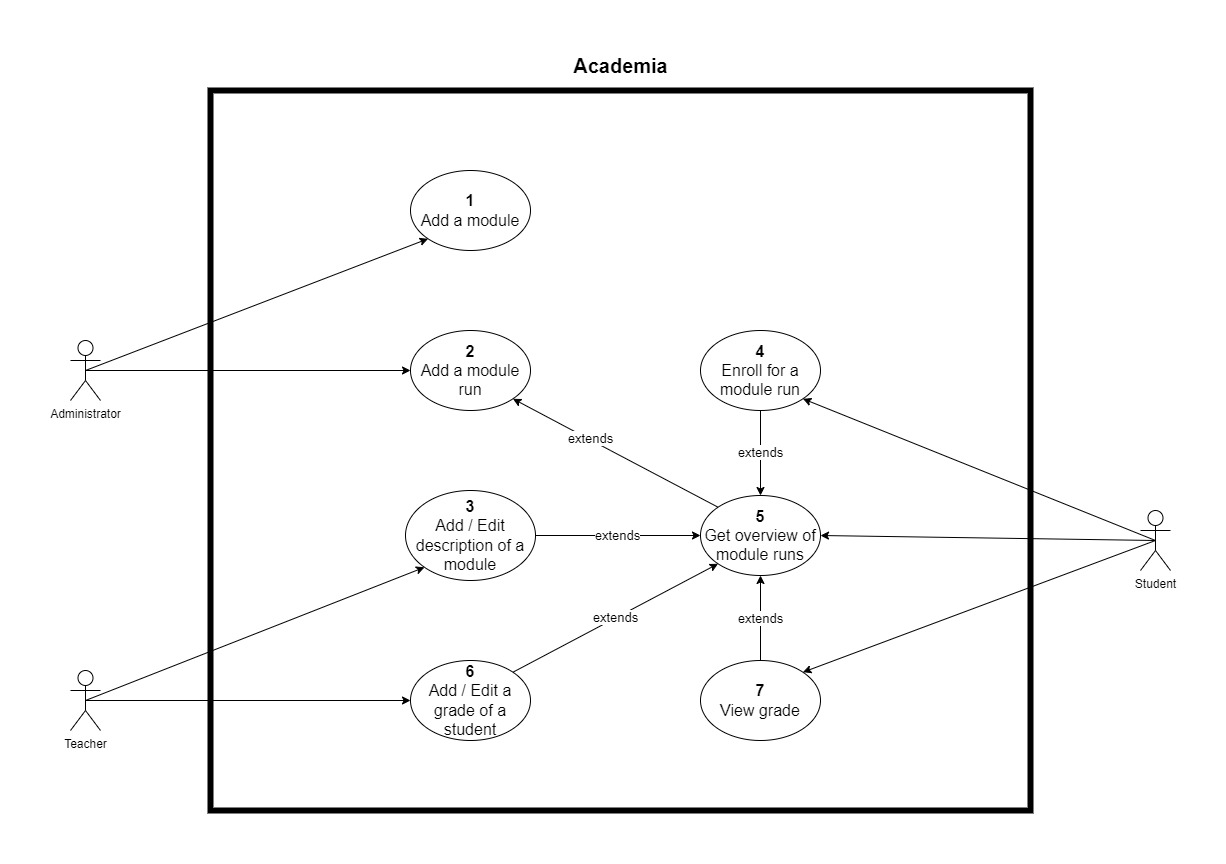 Academia
1
Add a module
Administrator
2
Add a module
run
4
Enroll for a
module run
extends
extends
3
Add / Edit
description of a
module
extends
5
Get overview of
module runs
Student
extends
extends
Teacher
6
Add / Edit a
grade of a
student
7
View grade